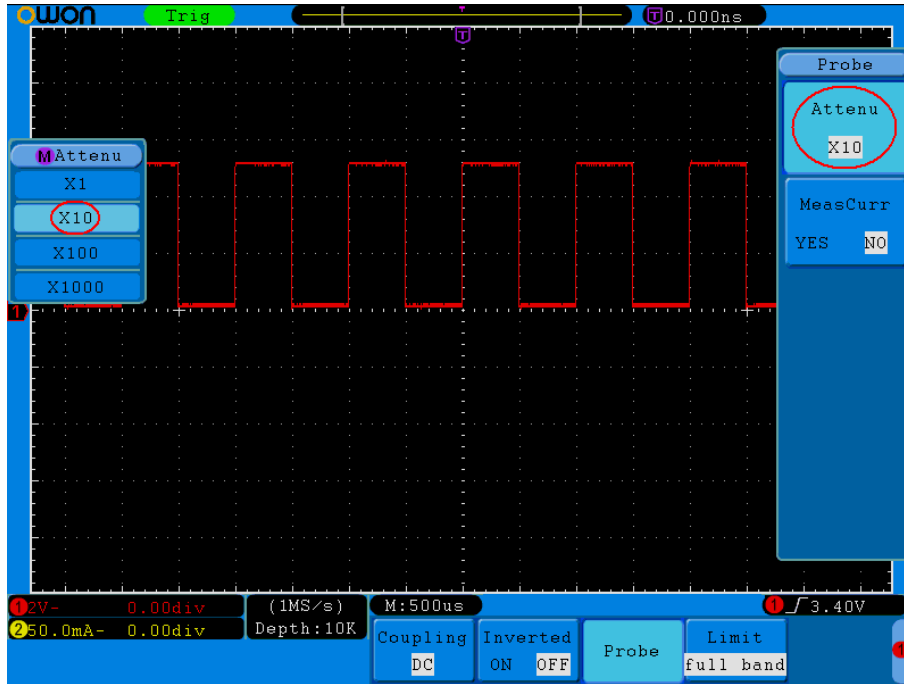 owon Trig T 0.000ns
T
Probe
Attenu
X10
MAttenu
X1
X10
X100
X1000
MeasCurr
YES NO
1
1 2V- 0.00div (1MS/s) M:500us 1 3.40V
2 50.0mA- 0.00div Depth:10K
Coupling Inverted Probe Limit
DC ON OFF full band
1